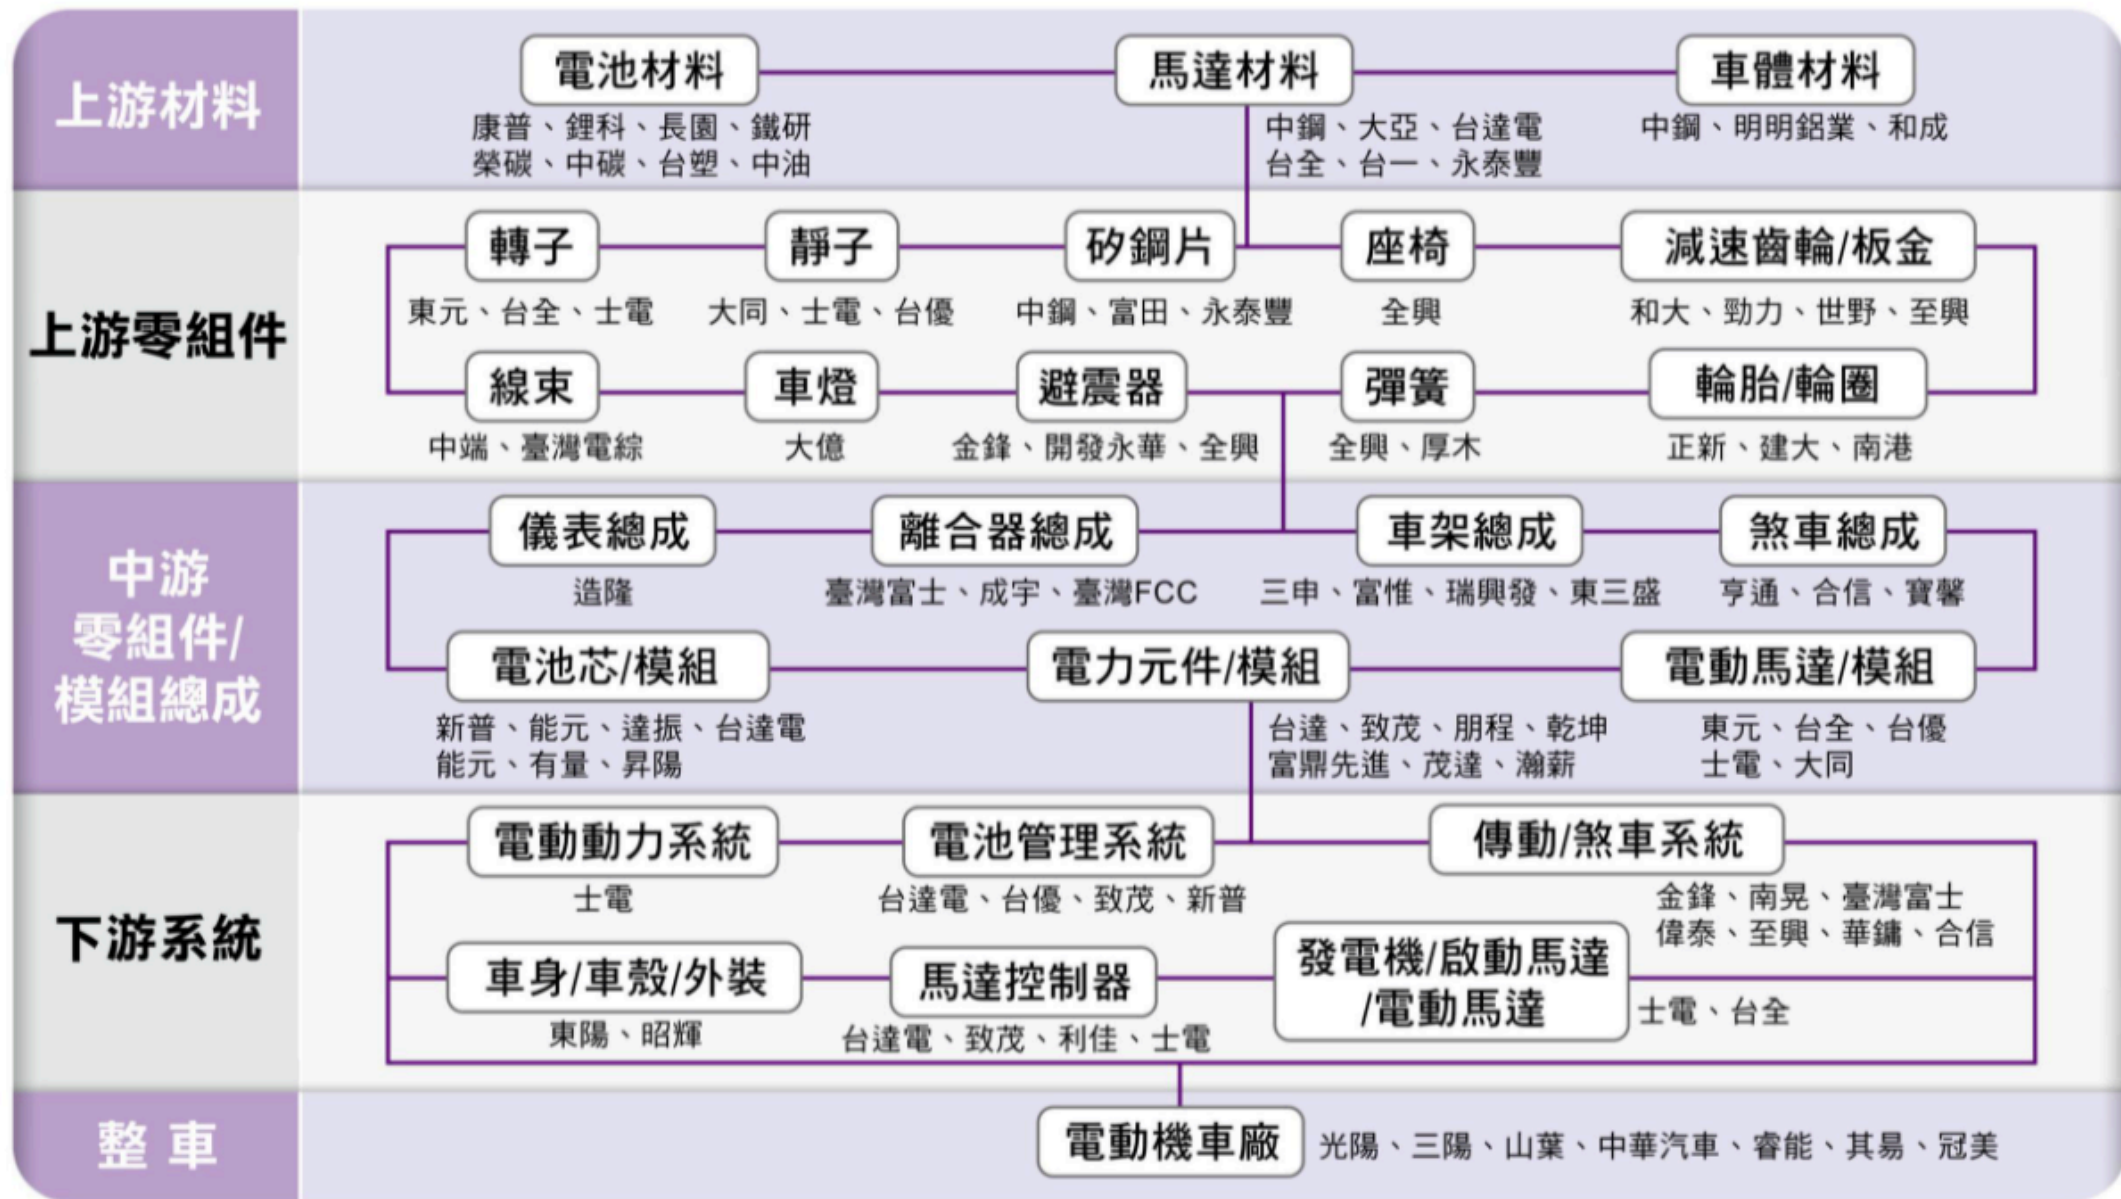 上游材料
電池材料
康普、鋰科、長園、鐵研
榮碳、中碳、台塑、中油
馬達材料
中鋼、大亞、台達電
台全、台一、永泰豐
車體材料
中鋼、明明鋁業、和成
上游零組件
轉子
東元、台全、士電
靜子
大同、士電、台優
矽鋼片
中鋼、富田、永泰豐
座椅
全興
減速齒輪/板金
和大、勁力、世野、至興
線束
中端、臺灣電綜
車燈
大億
避震器
金鋒、開發永華、全興
彈簧
全興、厚木
輪胎/輪圈
正新、建大、南港
中游
零組件/
模組總成
儀表總成
造隆
離合器總成
臺灣富士、成宇、臺灣FCC
車架總成
三申、富惟、瑞興發、東三盛
煞車總成
亨通、合信、寶馨
電池芯/模組
新普、能元、達振、台達電
能元、有量、昇陽
電力元件/模組
台達、致茂、朋程、乾坤
富鼎先進、茂達、瀚薪
電動馬達/模組
東元、台全、台優
士電、大同
下游系統
電動動力系統
士電
電池管理系統
台達電、台優、致茂、新普
傳動/煞車系統
金鋒、南晃、臺灣富士
偉泰、至興、華鏞、合信
車身/車殼/外裝
東陽、昭輝
馬達控制器
台達電、致茂、利佳、士電
發電機/啟動馬達
/電動馬達
士電、台全
整車
電動機車廠
光陽、三陽、山葉、中華汽車、睿能、其易、冠美